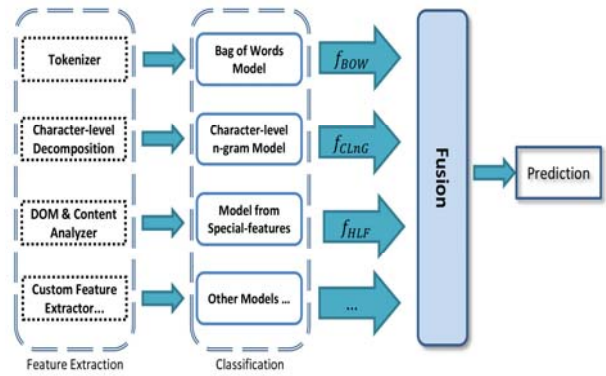 Tokenizer
Bag of Words
Model
f_BOW
Character-level
Decomposition
Character-level
n-gram Model
f_CLnG
DOM & Content
Analyzer
Model from
Special-features
f_HLF
Custom Feature
Extractor...
Other Models ...
...
Fusion
Prediction
Feature Extraction
Classification